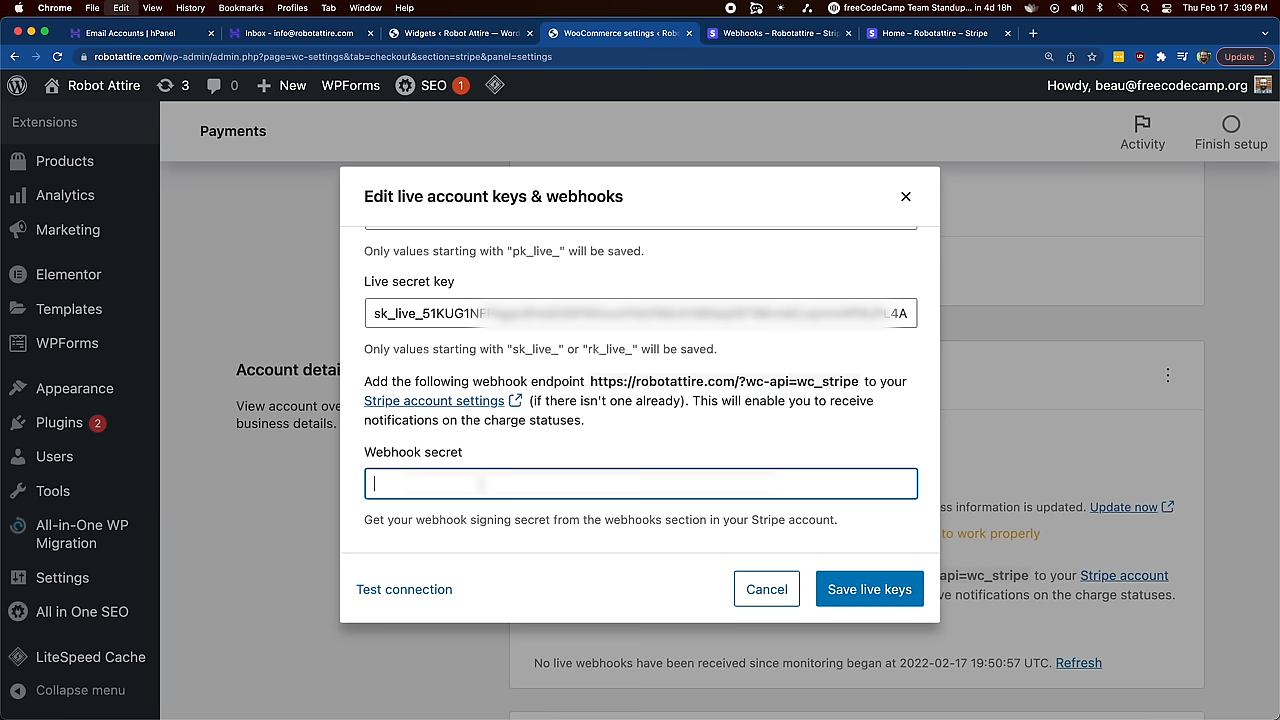 Chrome File Edit View History Bookmarks Profiles Tab Window Help
freeCodeCamp Team Standup... in 4d 18h
Thu Feb 17 3:09 PM
Email Accounts | hPanel
Inbox - info@robotattire.com
Widgets ‹ Robot Attire — Word
WooCommerce settings ‹ Robo
Webhooks – Robotattire – Stri
Home – Robotattire – Stripe
robotattire.com/wp-admin/admin.php?page=wc-settings&tab=checkout&section=stripe&panel=settings
Update
Robot Attire 3 0 New WPForms SEO 1
Howdy, beau@freecodecamp.org
Extensions
Products
Analytics
Marketing
Elementor
Templates
WPForms
Appearance
Plugins 2
Users
Tools
All-in-One WP
Migration
Settings
All in One SEO
LiteSpeed Cache
Collapse menu
Payments
Activity
Finish setup
Account detai
View account ove
business details.
Edit live account keys & webhooks
Only values starting with "pk_live_" will be saved.
Live secret key
sk_live_51KUG1NF L4A
Only values starting with "sk_live_" or "rk_live_" will be saved.
Add the following webhook endpoint https://robotattire.com/?wc-api=wc_stripe to your
Stripe account settings (if there isn't one already). This will enable you to receive
notifications on the charge statuses.
Webhook secret
Get your webhook signing secret from the webhooks section in your Stripe account.
Test connection
Cancel
Save live keys
ss information is updated. Update now
to work properly
api=wc_stripe to your Stripe account
ve notifications on the charge statuses.
No live webhooks have been received since monitoring began at 2022-02-17 19:50:57 UTC. Refresh